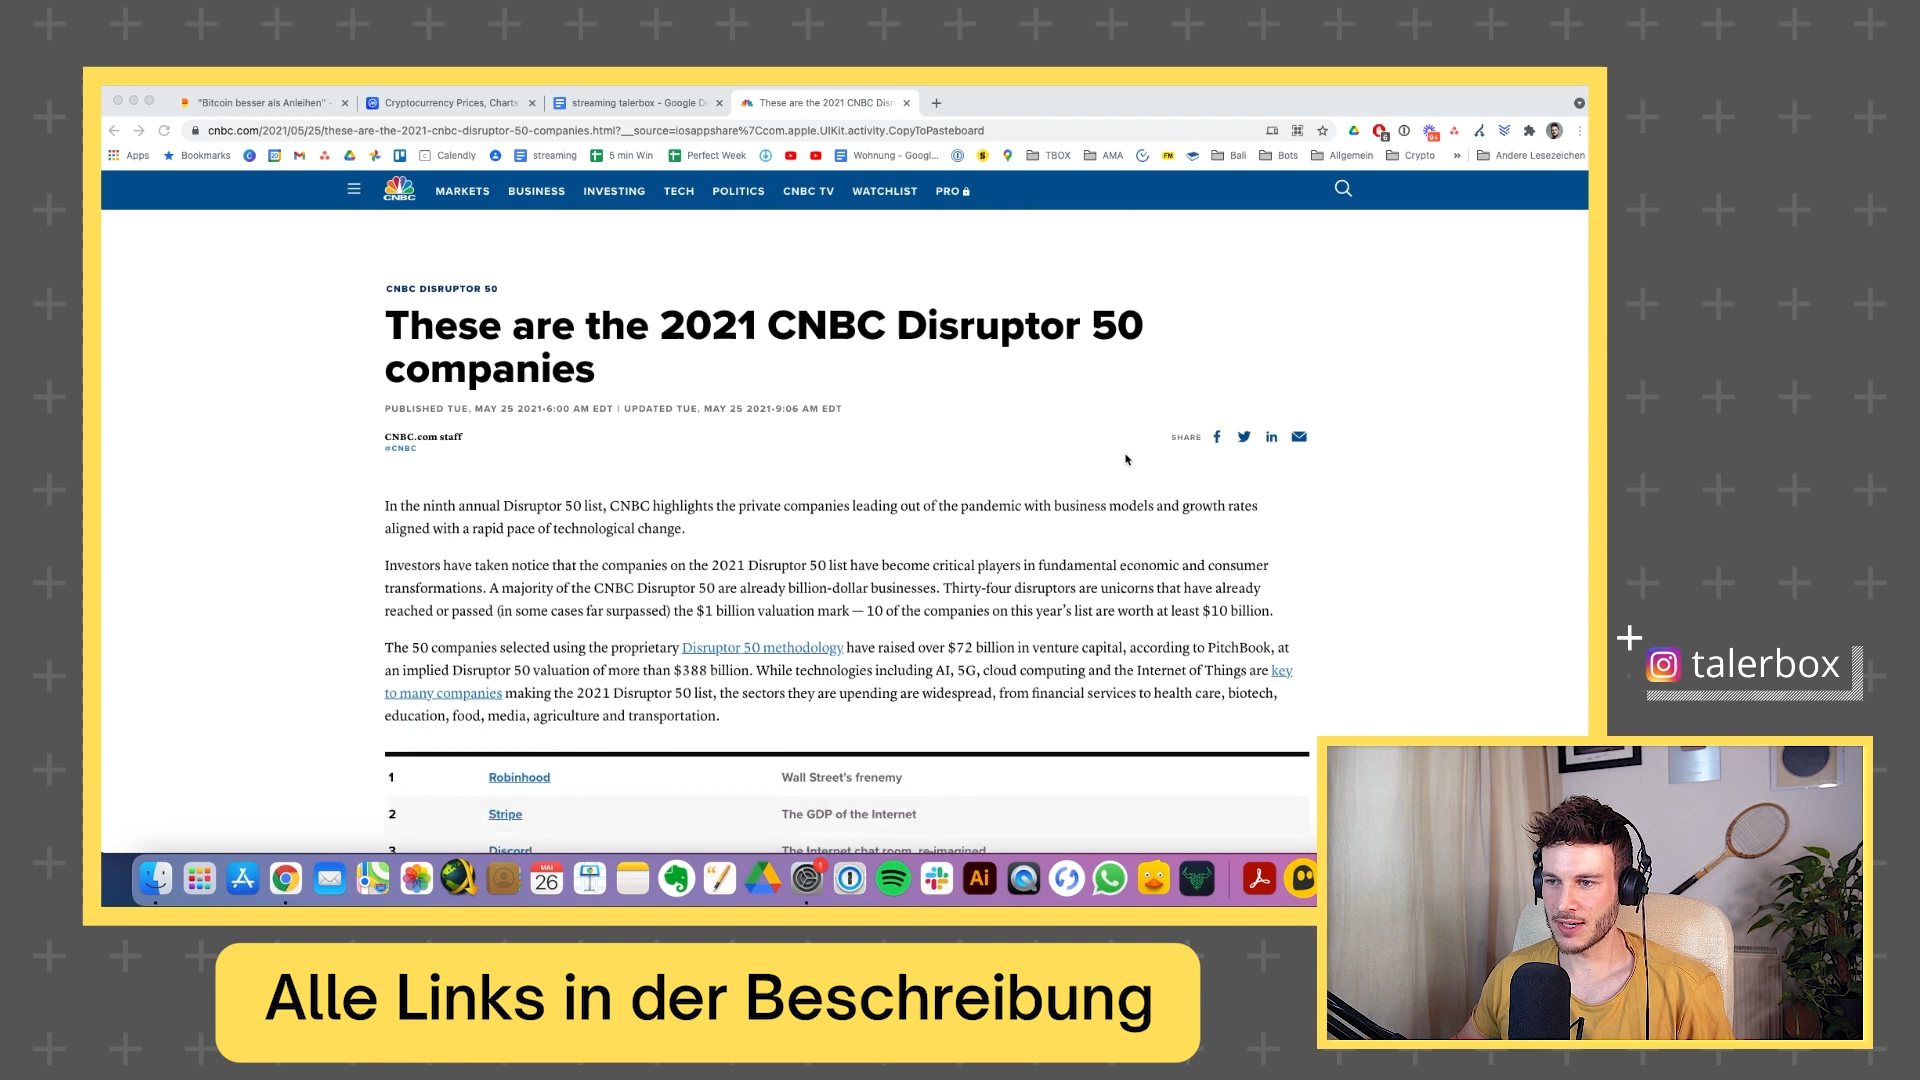 "Bitcoin besser als Anleihen" -
Cryptocurrency Prices, Charts
streaming talerbox - Google D
These are the 2021 CNBC Disr
cnbc.com/2021/05/25/these-are-the-2021-cnbc-disruptor-50-companies.html?__source=iosappshare%7Ccom.apple.UIKit.activity.CopyToPasteboard
Apps
Bookmarks
Calendly
streaming
5 min Win
Perfect Week
Wohnung - Googl...
TBOX
AMA
Bali
Bots
Allgemein
Crypto
»
Andere Lesezeichen
CNBC
MARKETS
BUSINESS
INVESTING
TECH
POLITICS
CNBC TV
WATCHLIST
PRO
CNBC DISRUPTOR 50
These are the 2021 CNBC Disruptor 50
companies
PUBLISHED TUE, MAY 25 2021•6:00 AM EDT | UPDATED TUE, MAY 25 2021•9:06 AM EDT
CNBC.com staff
@CNBC
SHARE
In the ninth annual Disruptor 50 list, CNBC highlights the private companies leading out of the pandemic with business models and growth rates
aligned with a rapid pace of technological change.
Investors have taken notice that the companies on the 2021 Disruptor 50 list have become critical players in fundamental economic and consumer
transformations. A majority of the CNBC Disruptor 50 are already billion-dollar businesses. Thirty-four disruptors are unicorns that have already
reached or passed (in some cases far surpassed) the $1 billion valuation mark — 10 of the companies on this year's list are worth at least $10 billion.
The 50 companies selected using the proprietary Disruptor 50 methodology have raised over $72 billion in venture capital, according to PitchBook, at
an implied Disruptor 50 valuation of more than $388 billion. While technologies including AI, 5G, cloud computing and the Internet of Things are key
to many companies making the 2021 Disruptor 50 list, the sectors they are upending are widespread, from financial services to health care, biotech,
education, food, media, agriculture and transportation.
1 Robinhood Wall Street's frenemy
2 Stripe The GDP of the Internet
3 Discord The Internet chat room, re-imagined
MAI
26
1
Ai
talerbox
Alle Links in der Beschreibung